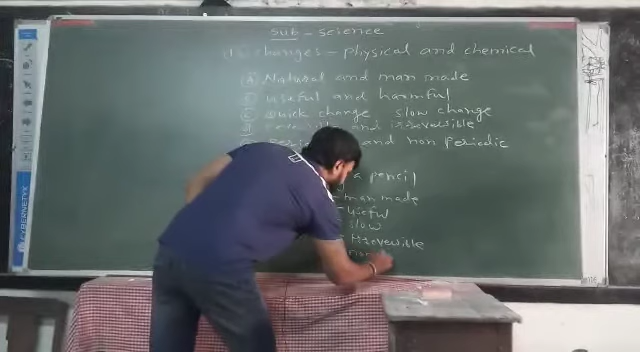 Sub - Science
Changes - physical and chemical
Natural and man made
useful and harmful
Quick change slow change
and irreversible
and non Periodic
a pencil
man made
useful
slow
Irreversible
CYBERNETYX